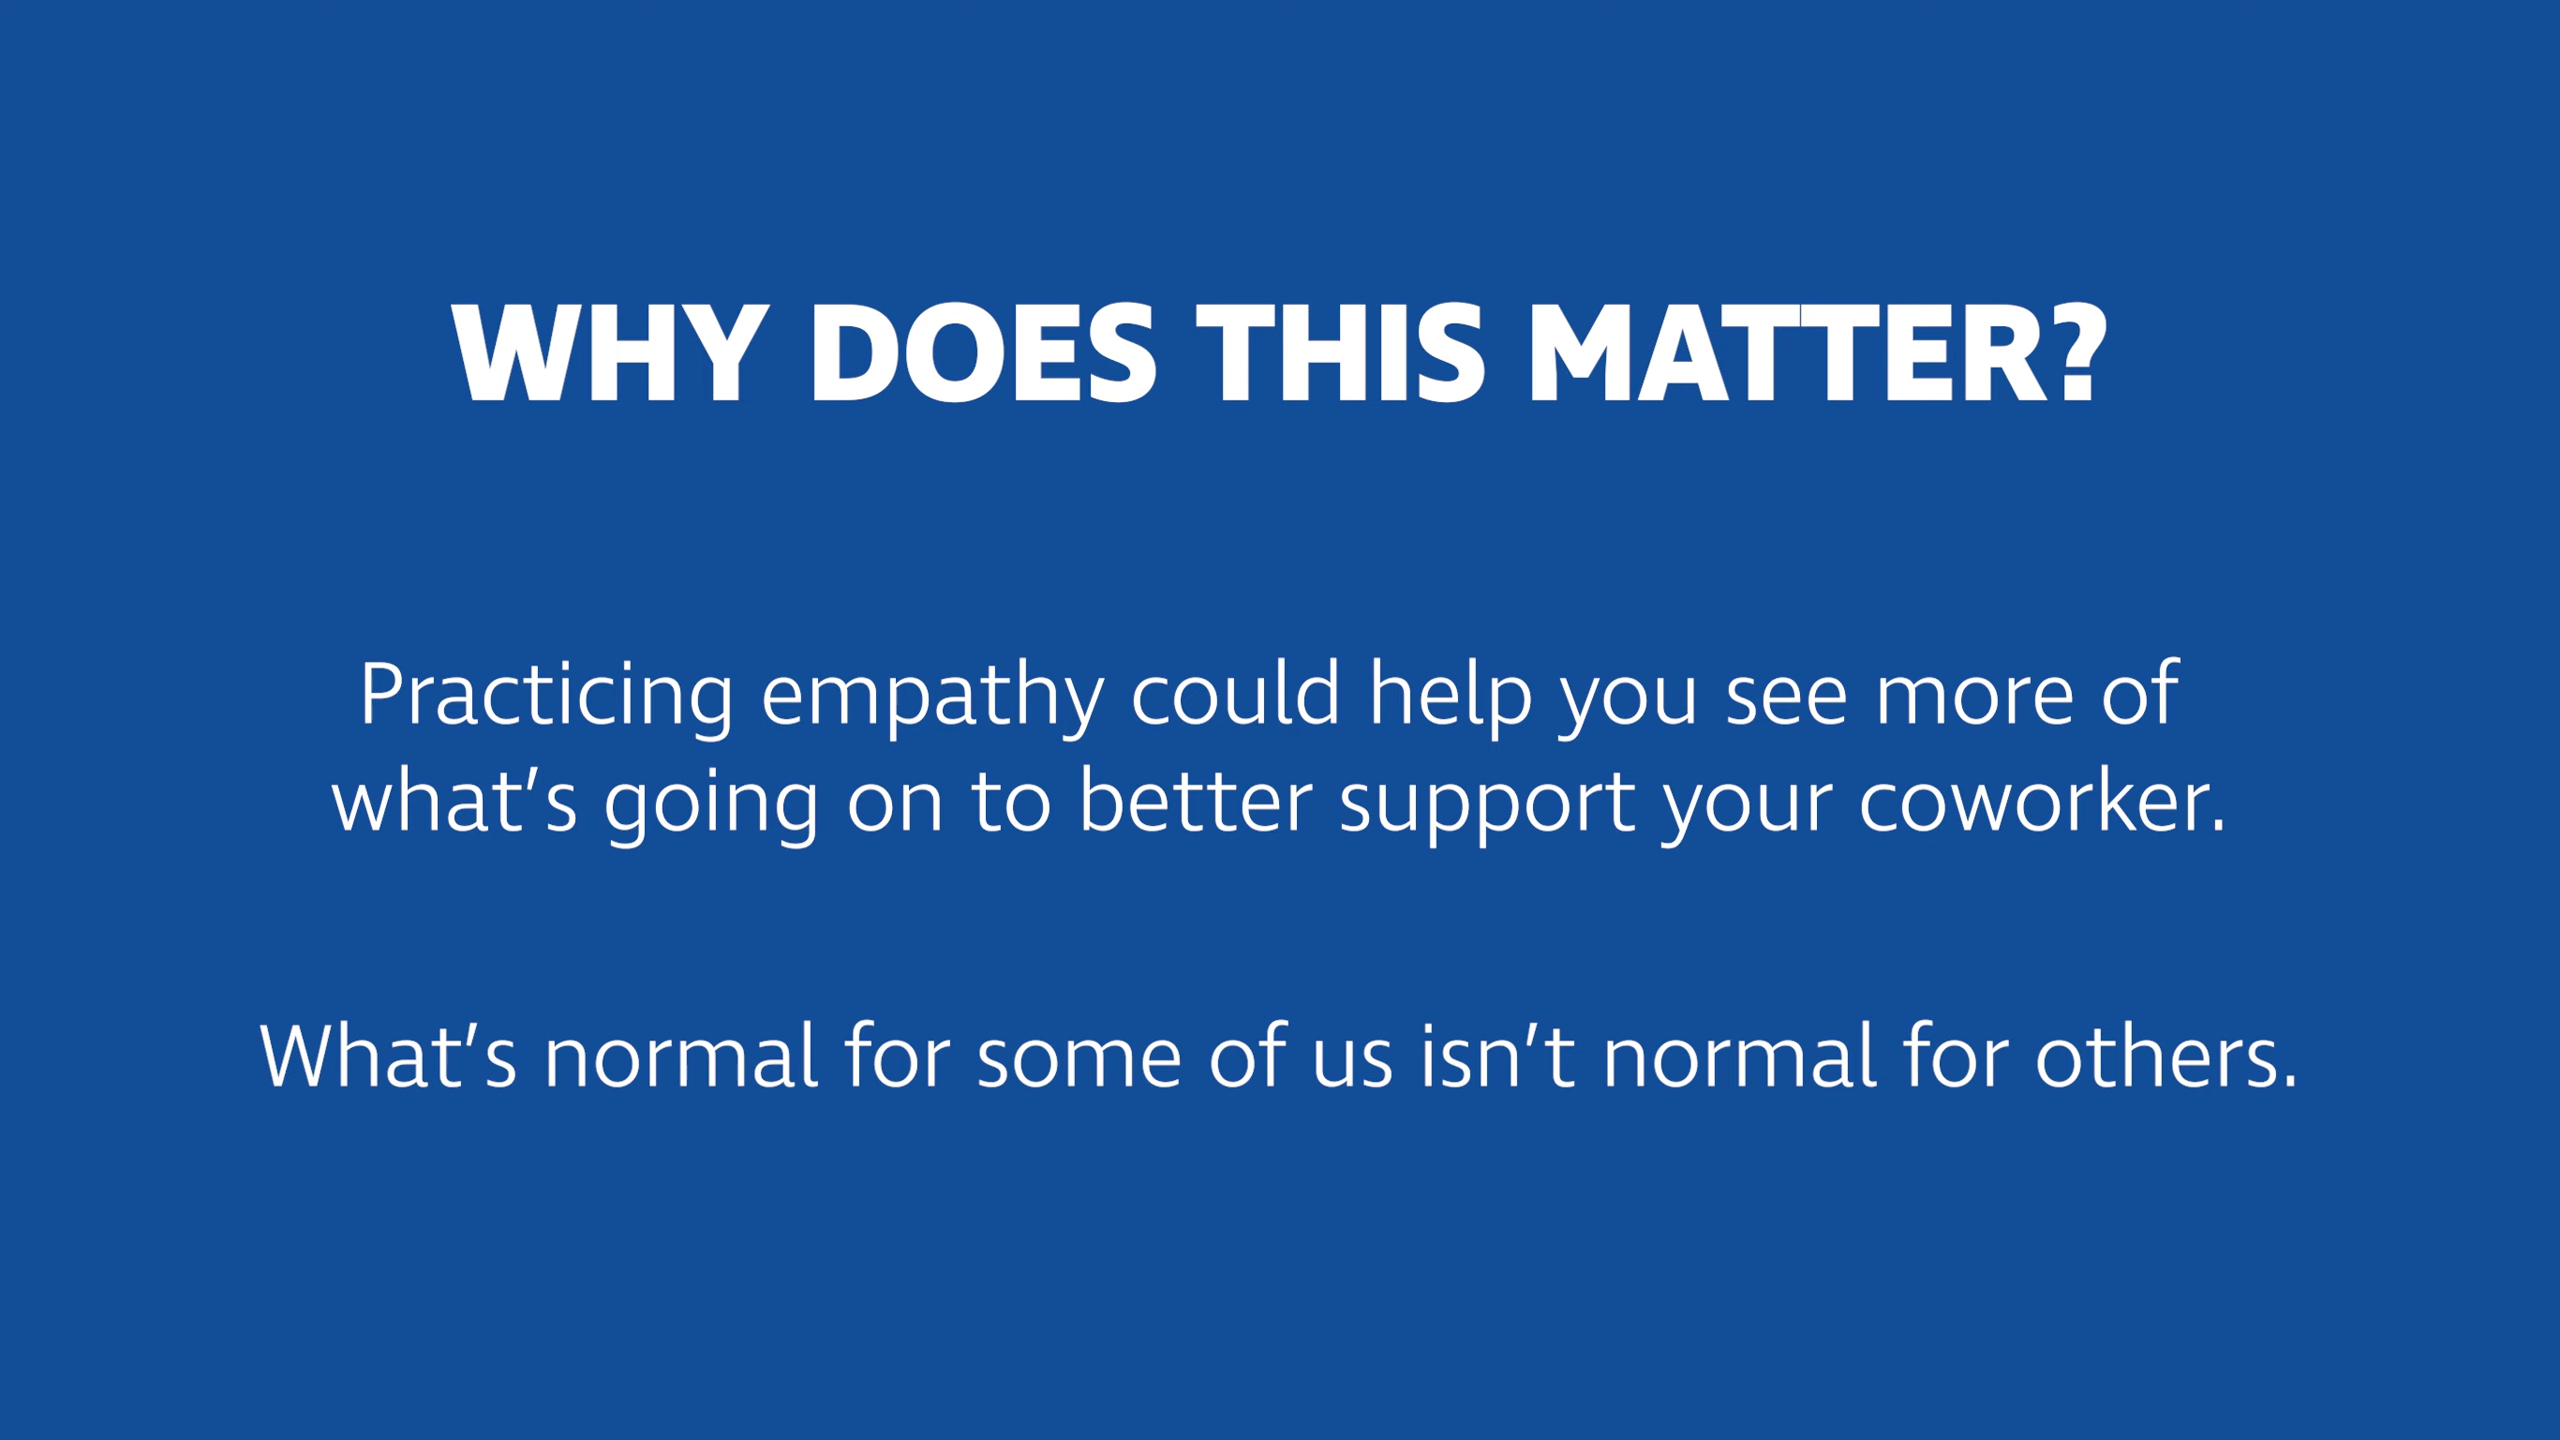 WHY DOES THIS MATTER?
Practicing empathy could help you see more of
what’s going on to better support your coworker.
What’s normal for some of us isn’t normal for others.